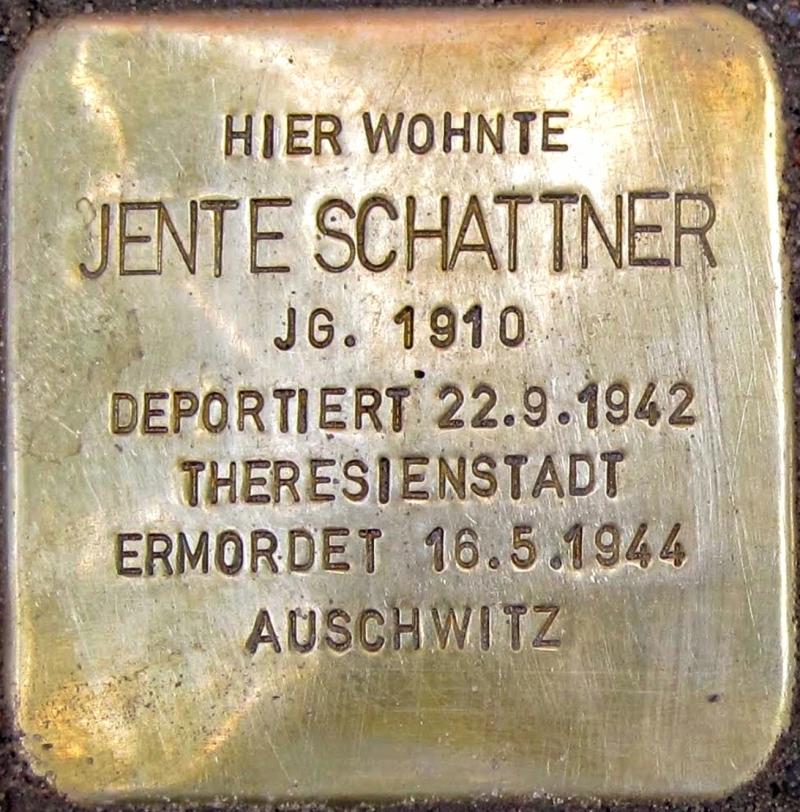 HIER WOHNTE
JENTE SCHATTNER
JG. 1910
DEPORTIERT 22.9.1942
THERESIENSTADT
ERMORDET 16.5.1944
AUSCHWITZ